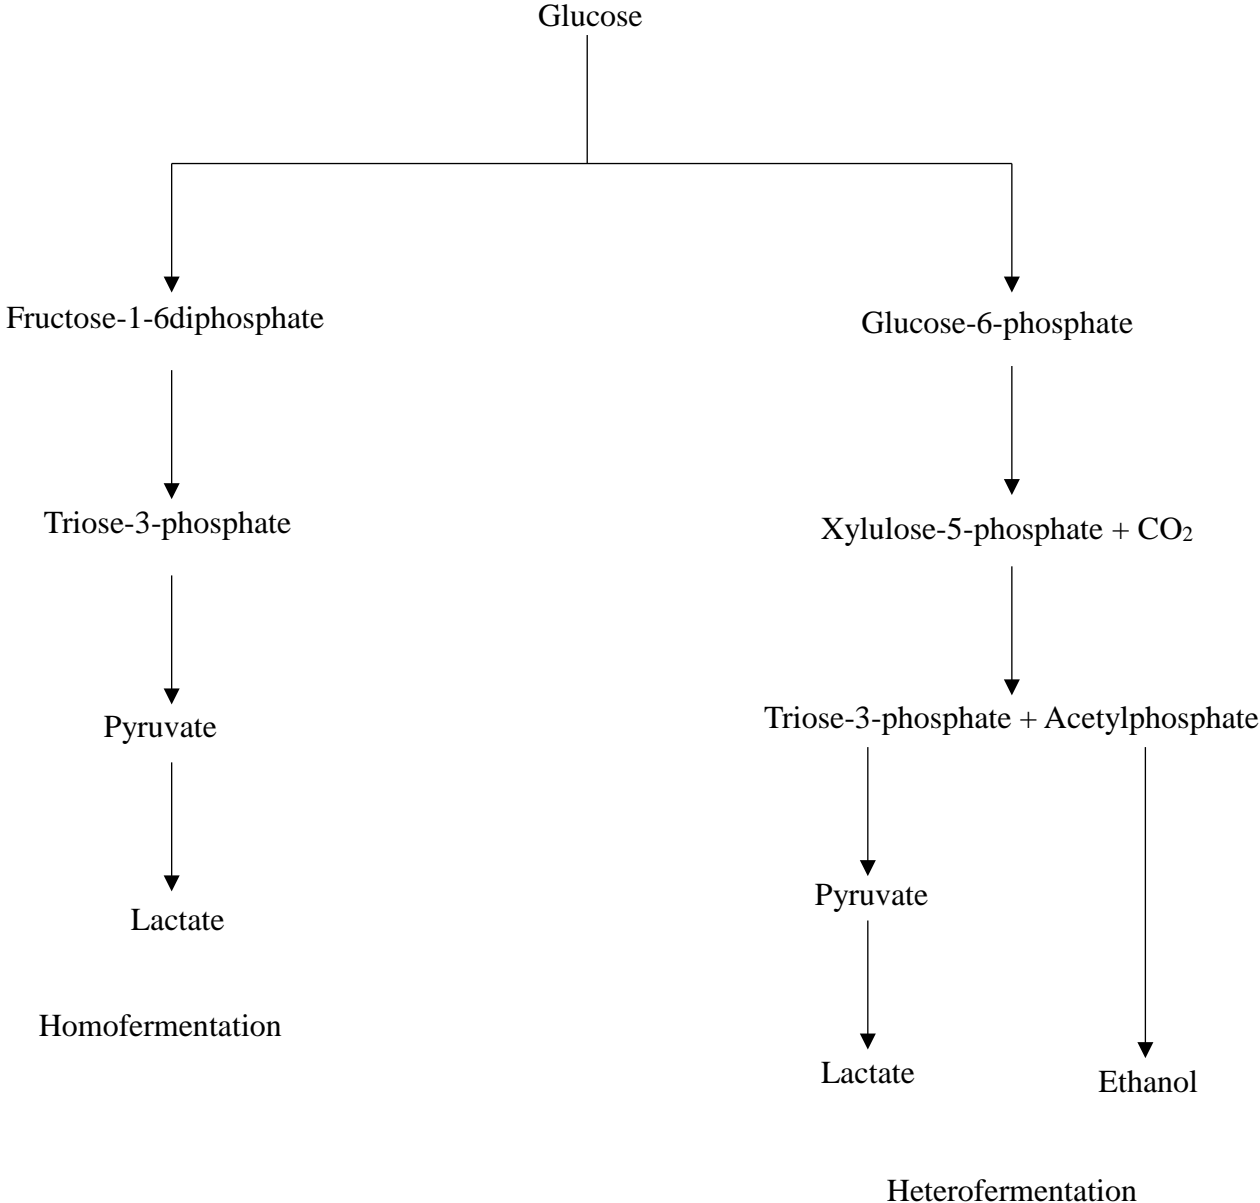 Glucose
Fructose-1-6diphosphate
Glucose-6-phosphate
Triose-3-phosphate
Xylulose-5-phosphate + CO₂
Pyruvate
Triose-3-phosphate + Acetylphosphate
Pyruvate
Lactate
Homofermentation
Lactate
Ethanol
Heterofermentation